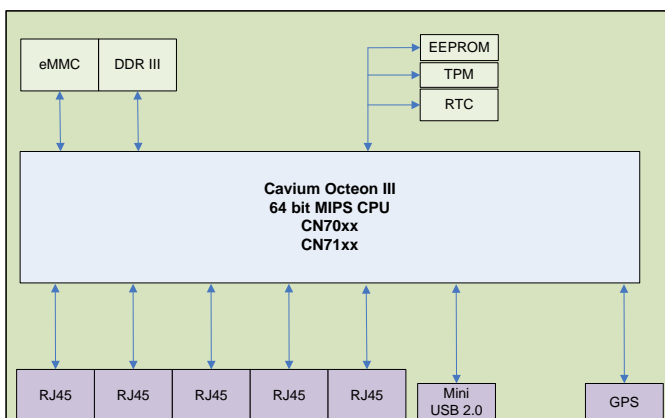 EEPROM
eMMC
DDR III
TPM
RTC
Cavium Octeon III
64 bit MIPS CPU
CN70xx
CN71xx
RJ45
RJ45
RJ45
RJ45
RJ45
Mini
USB 2.0
GPS